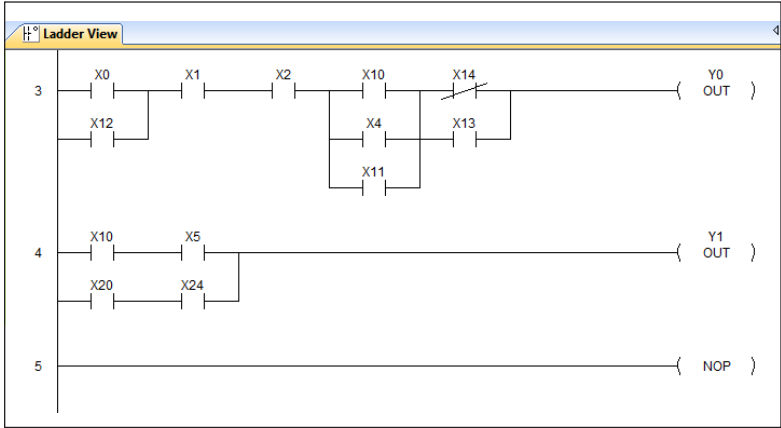 Ladder View
X0 X1 X2 X10 X14 Y0
3 OUT
X12 X4 X13
X11
X10 X5 Y1
4 OUT
X20 X24
5 NOP